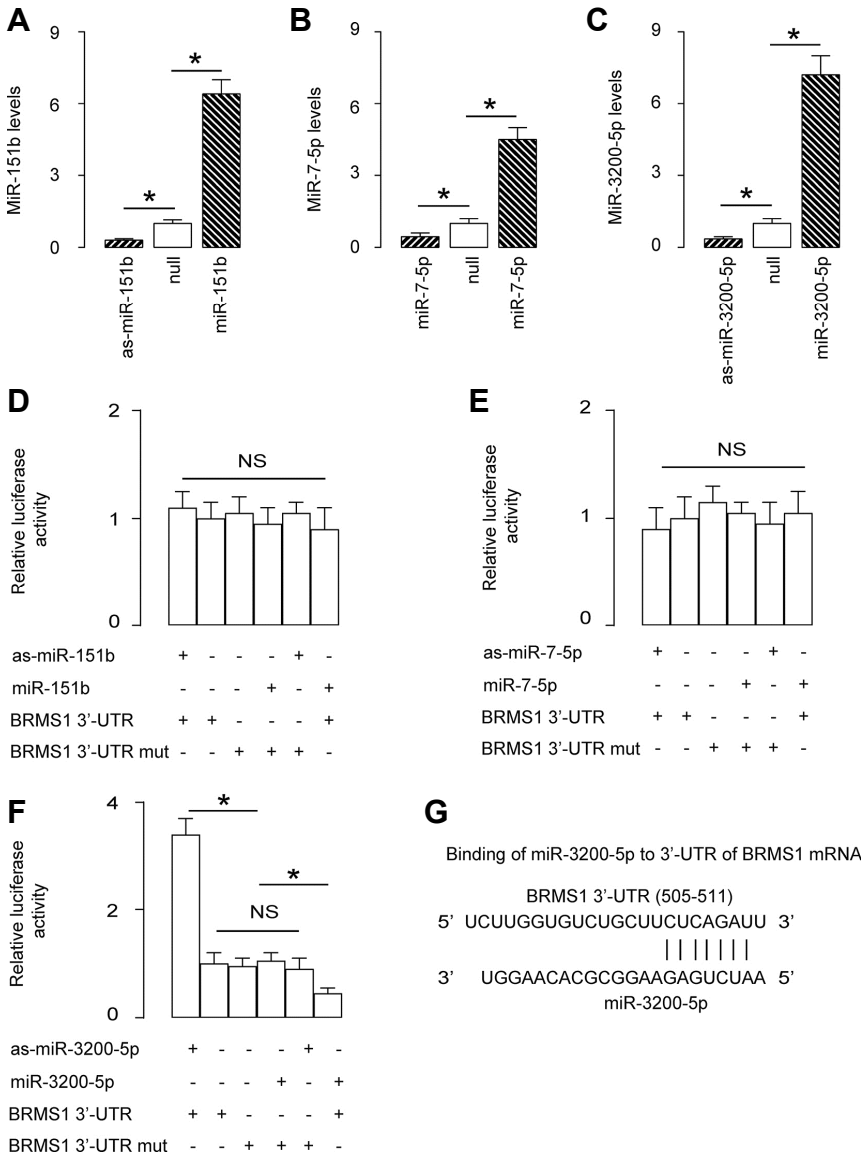 A
B
C
MiR-151b levels
9
6
3
0
*
*
as-miR-151b
null
miR-151b
MiR-7-5p levels
9
6
3
0
*
*
miR-7-5p
null
miR-7-5p
MiR-3200-5p levels
9
6
3
0
*
*
as-miR-3200-5p
null
miR-3200-5p
D
Relative luciferase
activity
2
1
0
NS
as-miR-151b + - - - + -
miR-151b - - - + - +
BRMS1 3’-UTR + + - - - +
BRMS1 3’-UTR mut - - + + + -
E
Relative luciferase
activity
2
1
0
NS
as-miR-7-5p + - - - + -
miR-7-5p - - - + - +
BRMS1 3’-UTR + + - - - +
BRMS1 3’-UTR mut - - + + + -
F
Relative luciferase
activity
4
2
0
*
*
NS
as-miR-3200-5p + - - - + -
miR-3200-5p - - - + - +
BRMS1 3’-UTR + + - - - +
BRMS1 3’-UTR mut - - + + + -
G
Binding of miR-3200-5p to 3’-UTR of BRMS1 mRNA
BRMS1 3’-UTR (505-511)
5’ UCUUGGUGUCUGCUUCUCAGAUU 3’
3’ UGGAACACGCGGAAGAGUCUAA 5’
miR-3200-5p